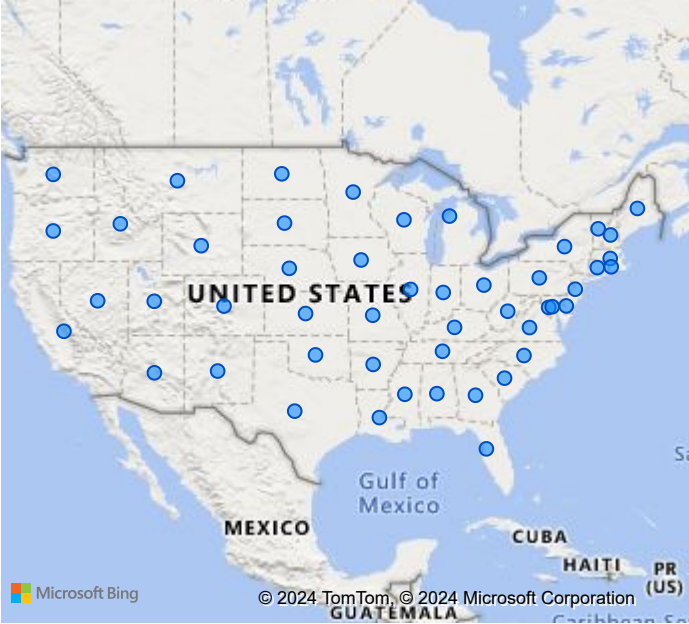 UNITED STATES
Gulf of
Mexico
MEXICO
CUBA
HAITI
PR
(US)
Microsoft Bing
© 2024 TomTom, © 2024 Microsoft Corporation
GUATEMALA